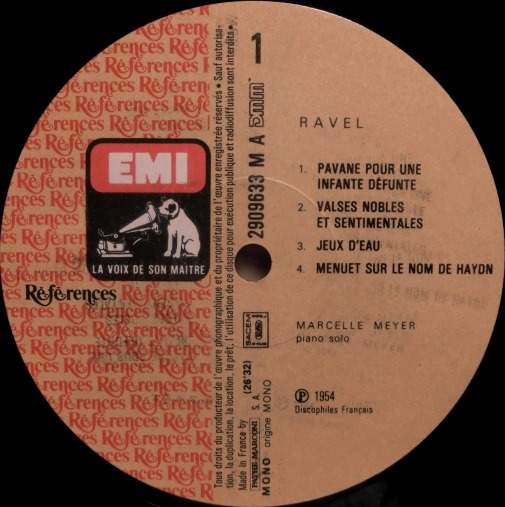 Références
EMI
LA VOIX DE SON MAÎTRE
Références
Tous droits du producteur de l'œuvre phonographique et du propriétaire de l'œuvre enregistrée réservés • Sauf autorisa-
tion, la duplication, la location, le prêt, l'utilisation de ce disque pour exécution publique et radiodiffusion sont interdits •
Made in France by PATHÉ MARCONI S.A.
MONO origine MONO
(26'32)
SACEM
2909633 M A DMM
1
RAVEL
1. PAVANE POUR UNE
INFANTE DÉFUNTE
2. VALSES NOBLES
ET SENTIMENTALES
3. JEUX D'EAU
4. MENUET SUR LE NOM DE HAYDN
MARCELLE MEYER
piano solo
Ⓟ 1954
Discophiles Français